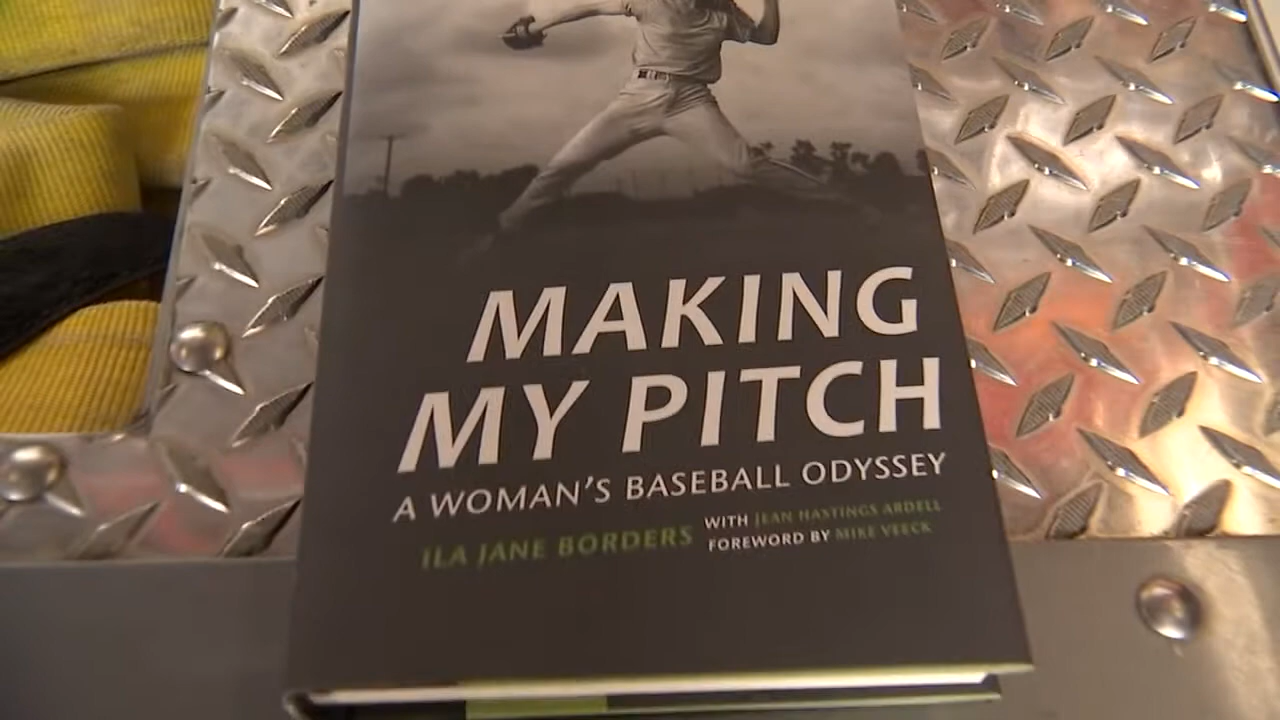 MAKING
MY PITCH
A WOMAN'S BASEBALL ODYSSEY
ILA JANE BORDERS
WITH JEAN HASTINGS ARDELL
FOREWORD BY MIKE VEECK